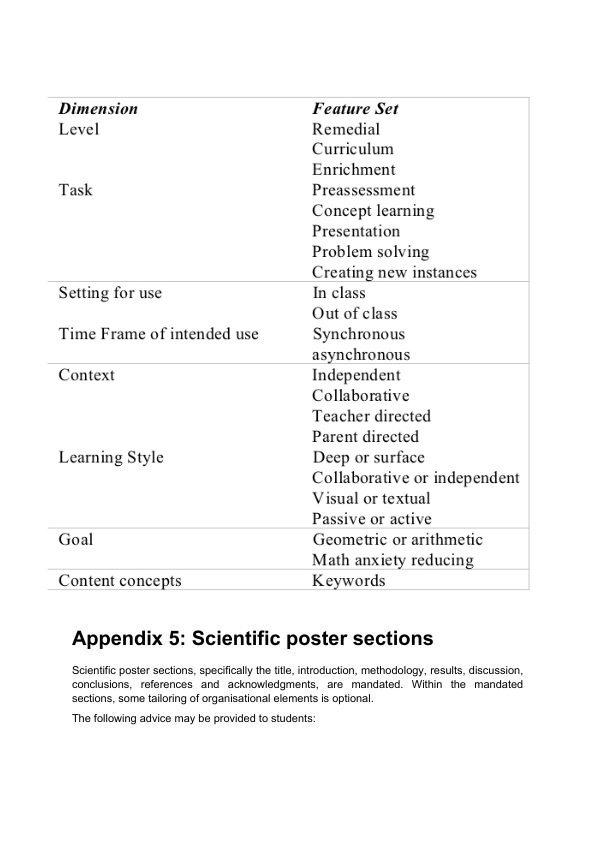 Dimension Feature Set
Level Remedial
Curriculum
Enrichment
Task Preassessment
Concept learning
Presentation
Problem solving
Creating new instances
Setting for use In class
Out of class
Time Frame of intended use Synchronous
asynchronous
Context Independent
Collaborative
Teacher directed
Parent directed
Learning Style Deep or surface
Collaborative or independent
Visual or textual
Passive or active
Goal Geometric or arithmetic
Math anxiety reducing
Content concepts Keywords
Appendix 5: Scientific poster sections
Scientific poster sections, specifically the title, introduction, methodology, results, discussion,
conclusions, references and acknowledgments, are mandated. Within the mandated
sections, some tailoring of organisational elements is optional.
The following advice may be provided to students: